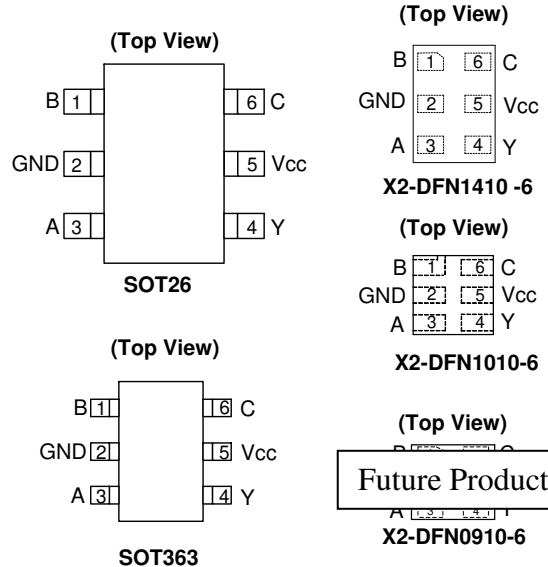 (Top View)
B 1 6 C
GND 2 5 Vcc
A 3 4 Y
SOT26
(Top View)
B 1 6 C
GND 2 5 Vcc
A 3 4 Y
SOT363
(Top View)
B 1 6 C
GND 2 5 Vcc
A 3 4 Y
X2-DFN1410 -6
(Top View)
B 1 6 C
GND 2 5 Vcc
A 3 4 Y
X2-DFN1010-6
(Top View)
Future Product
A 3 4
X2-DFN0910-6